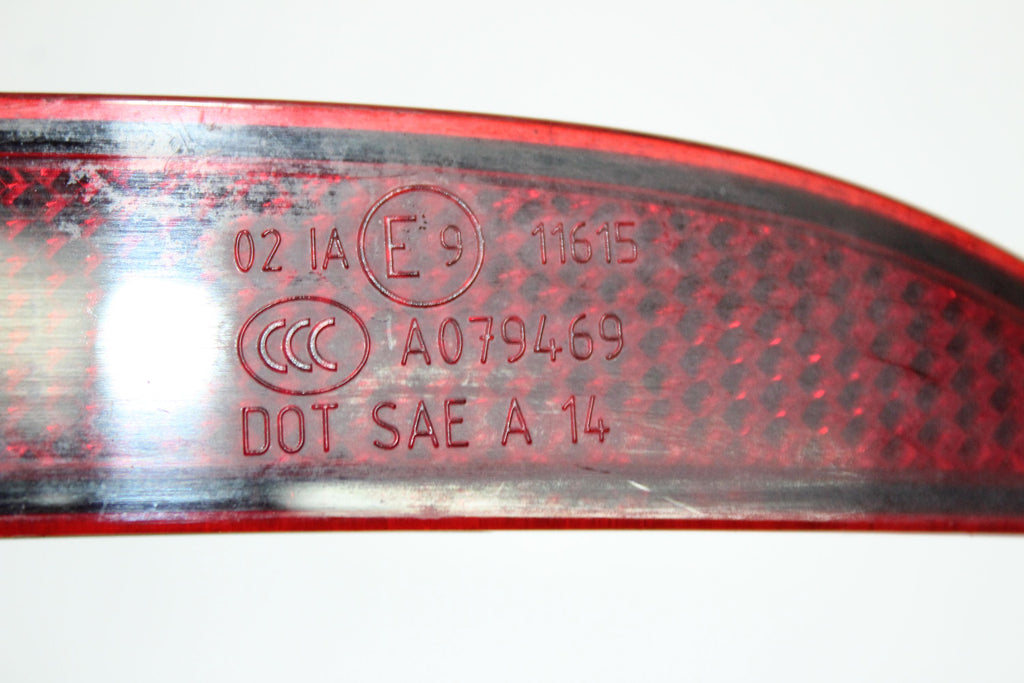 02 IA E 9 11615
CCC A079469
DOT SAE A 14